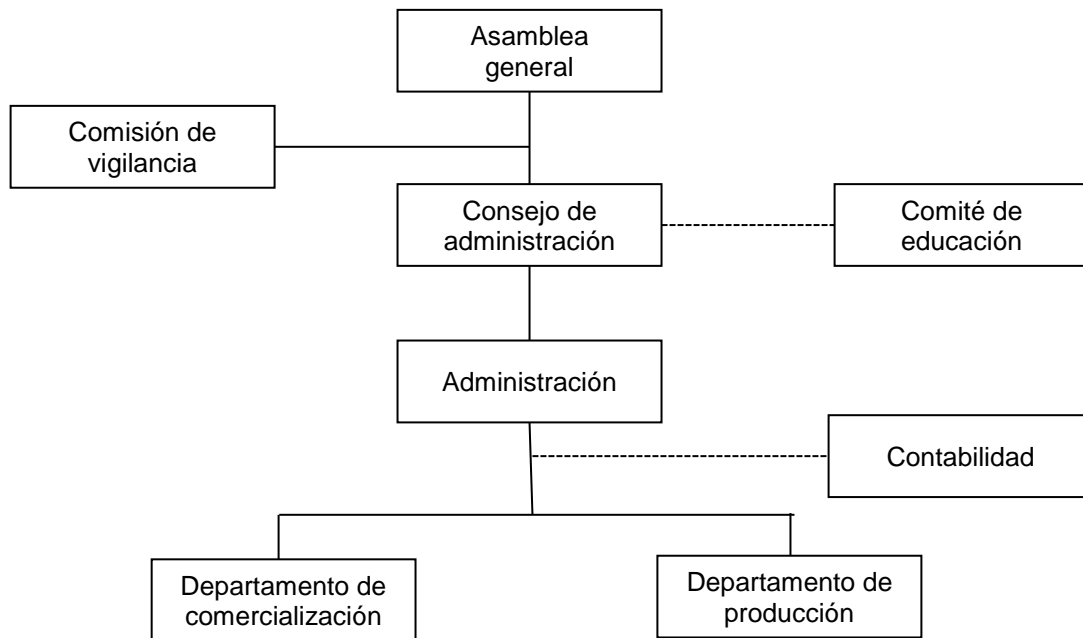 Asamblea
general
Comisión de
vigilancia
Consejo de
administración
Comité de
educación
Administración
Contabilidad
Departamento de
comercialización
Departamento de
producción